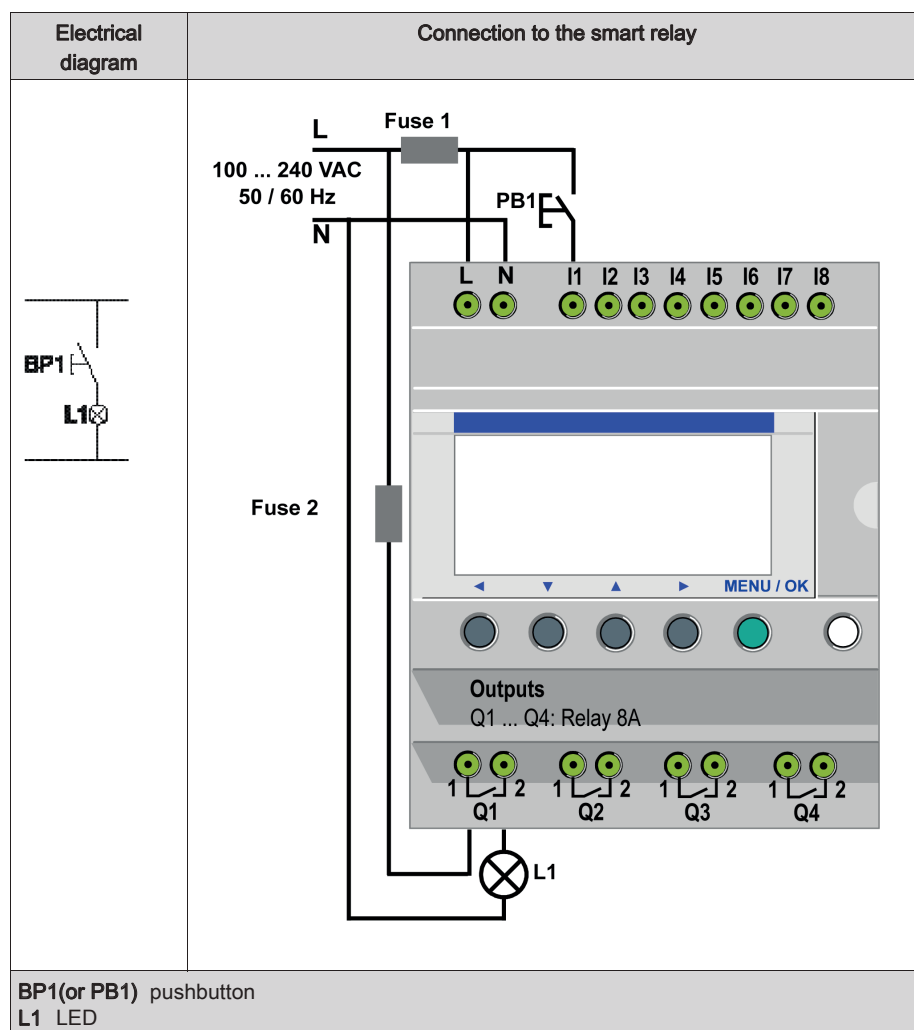 Electrical
diagram
Connection to the smart relay
L
Fuse 1
100 ... 240 VAC
50 / 60 Hz
PB1
N
L N I1 I2 I3 I4 I5 I6 I7 I8
BP1
L1
Fuse 2
◄ ▼ ▲ ► MENU / OK
Outputs
Q1 ... Q4: Relay 8A
1 2 1 2 1 2 1 2
Q1 Q2 Q3 Q4
L1
BP1(or PB1) pushbutton
L1 LED